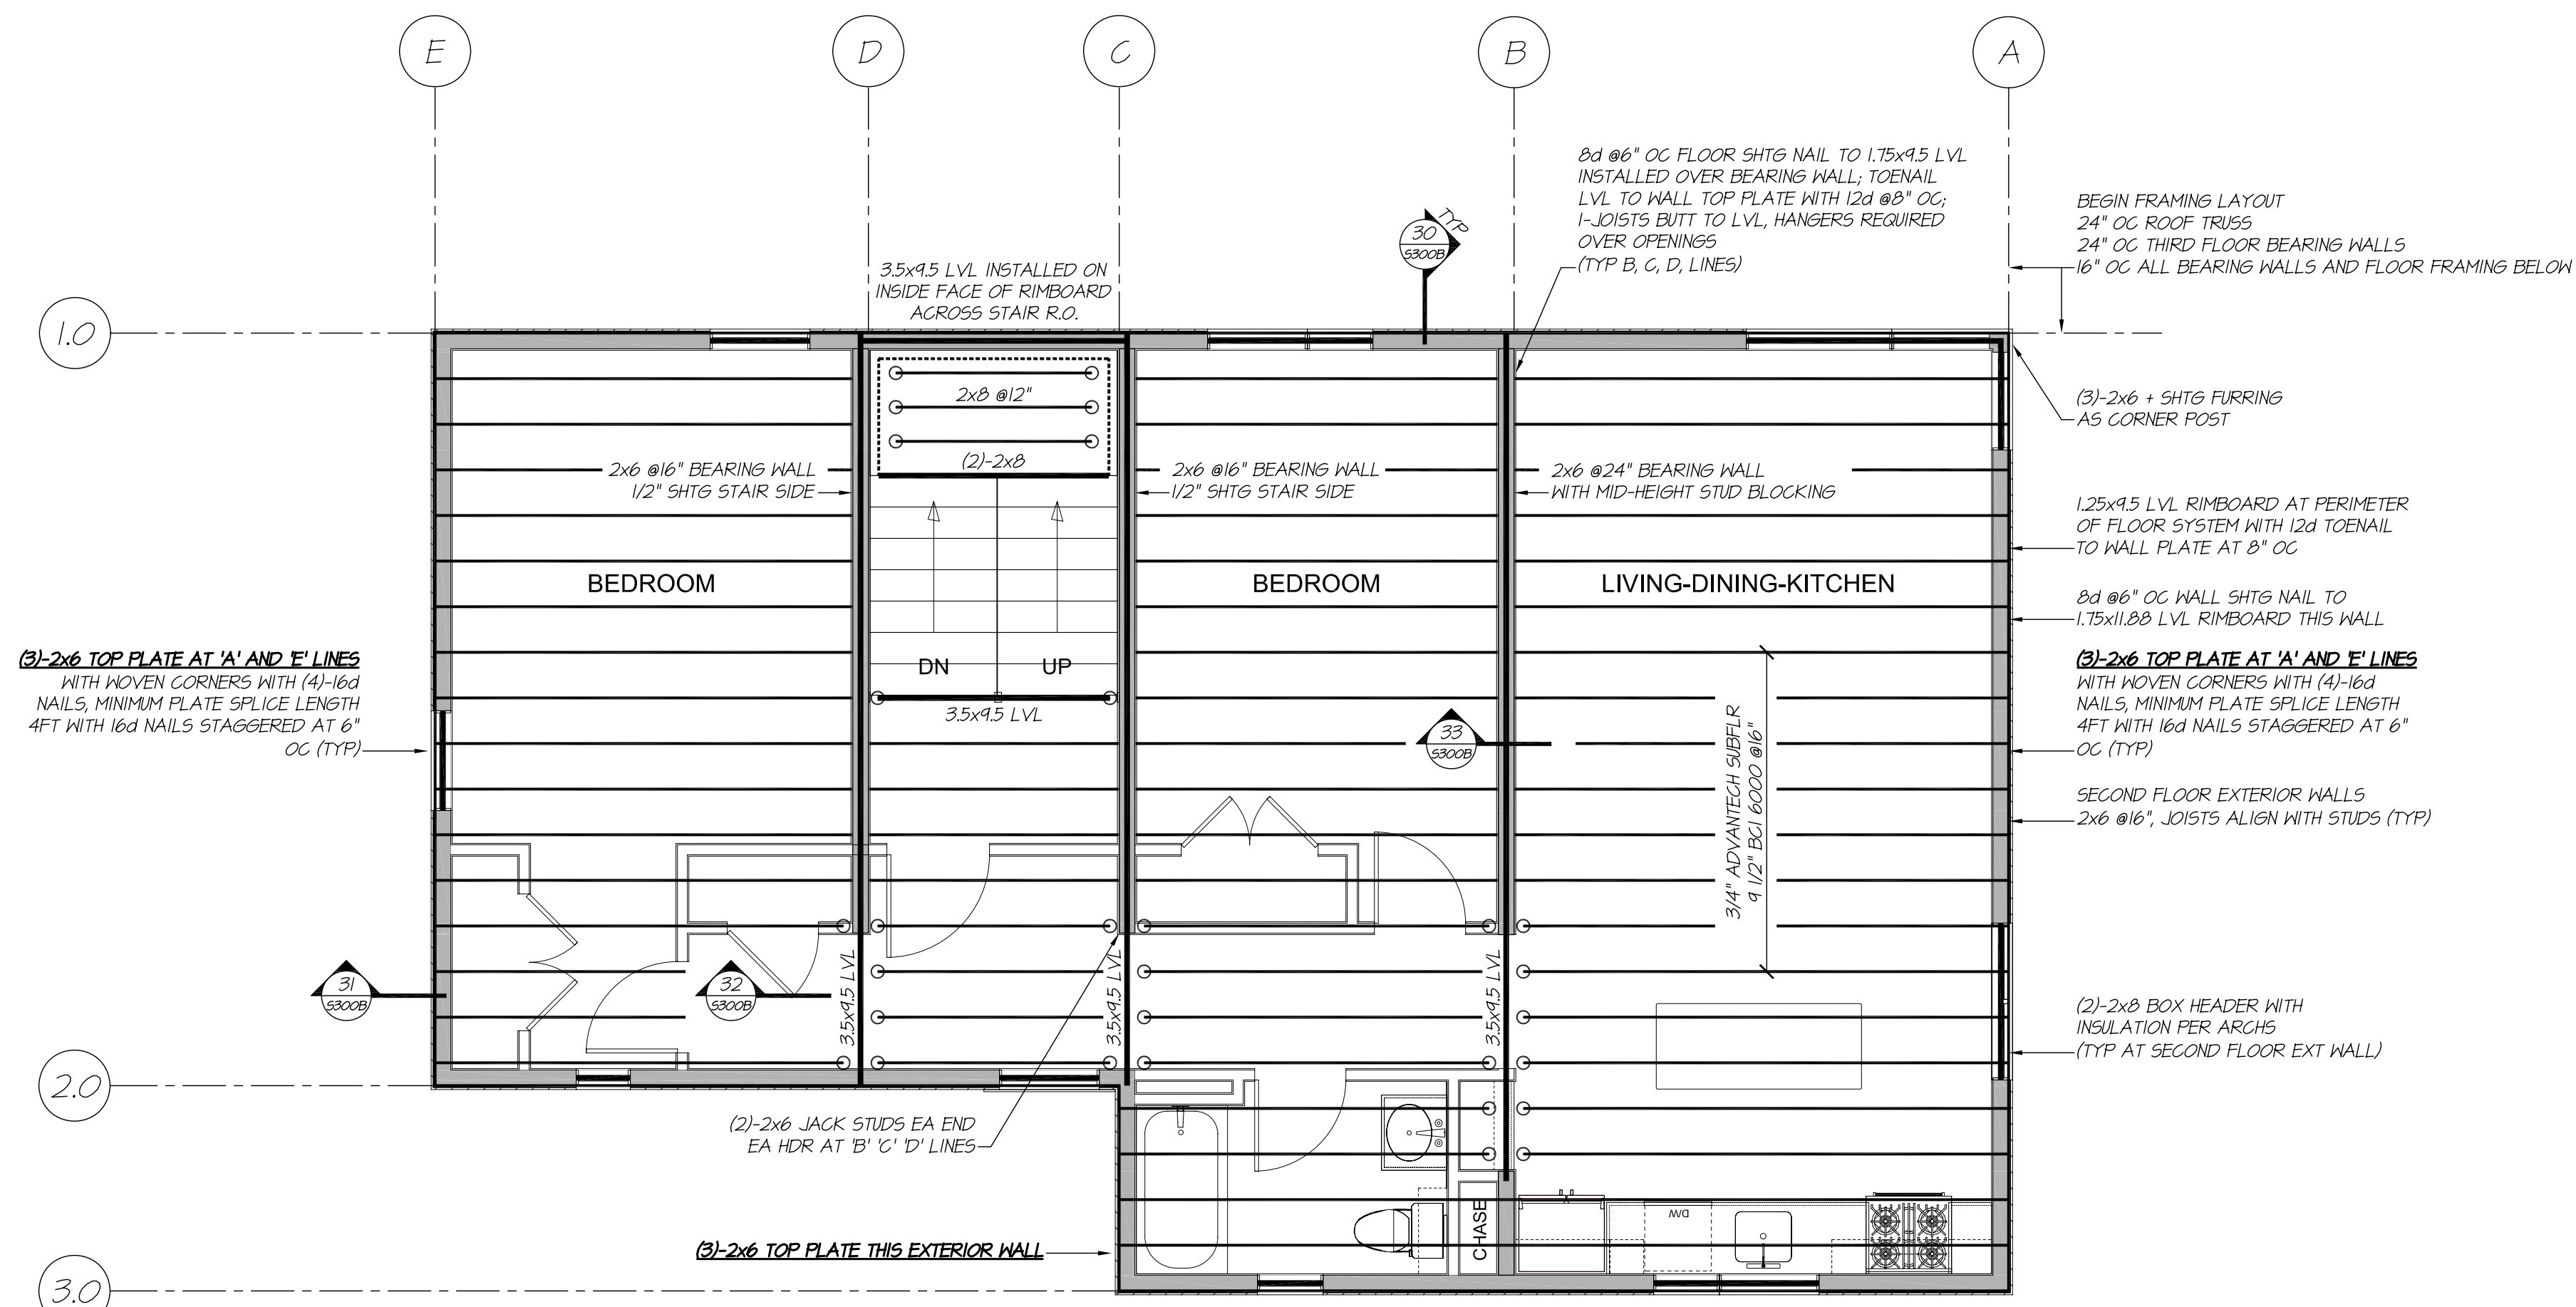 E
D
C
B
A
8d @6" OC FLOOR SHTG NAIL TO 1.75x9.5 LVL
INSTALLED OVER BEARING WALL; TOENAIL
LVL TO WALL TOP PLATE WITH 12d @8" OC;
I-JOISTS BUTT TO LVL, HANGERS REQUIRED
OVER OPENINGS
(TYP B, C, D, LINES)
BEGIN FRAMING LAYOUT
24" OC ROOF TRUSS
24" OC THIRD FLOOR BEARING WALLS
16" OC ALL BEARING WALLS AND FLOOR FRAMING BELOW
30
S300B
TYP
3.5x9.5 LVL INSTALLED ON
INSIDE FACE OF RIMBOARD
ACROSS STAIR R.O.
1.0
2x8 @12"
(2)-2x8
(3)-2x6 + SHTG FURRING
AS CORNER POST
2x6 @16" BEARING WALL
1/2" SHTG STAIR SIDE
2x6 @16" BEARING WALL
1/2" SHTG STAIR SIDE
2x6 @24" BEARING WALL
WITH MID-HEIGHT STUD BLOCKING
1.25x9.5 LVL RIMBOARD AT PERIMETER
OF FLOOR SYSTEM WITH 12d TOENAIL
TO WALL PLATE AT 8" OC
BEDROOM
BEDROOM
LIVING-DINING-KITCHEN
8d @6" OC WALL SHTG NAIL TO
1.75x11.88 LVL RIMBOARD THIS WALL
(3)-2x6 TOP PLATE AT 'A' AND 'E' LINES
WITH WOVEN CORNERS WITH (4)-16d
NAILS, MINIMUM PLATE SPLICE LENGTH
4FT WITH 16d NAILS STAGGERED AT 6"
OC (TYP)
DN
UP
3.5x9.5 LVL
(3)-2x6 TOP PLATE AT 'A' AND 'E' LINES
WITH WOVEN CORNERS WITH (4)-16d
NAILS, MINIMUM PLATE SPLICE LENGTH
4FT WITH 16d NAILS STAGGERED AT 6"
OC (TYP)
33
S300B
3/4" ADVANTECH SUBFLR
9 1/2" BCI 6000 @16"
SECOND FLOOR EXTERIOR WALLS
2x6 @16", JOISTS ALIGN WITH STUDS (TYP)
31
S300B
32
S300B
3.5x9.5 LVL
3.5x9.5 LVL
3.5x9.5 LVL
(2)-2x8 BOX HEADER WITH
INSULATION PER ARCHS
(TYP AT SECOND FLOOR EXT WALL)
2.0
(2)-2x6 JACK STUDS EA END
EA HDR AT 'B' 'C' 'D' LINES
CHASE
D/W
(3)-2x6 TOP PLATE THIS EXTERIOR WALL
3.0